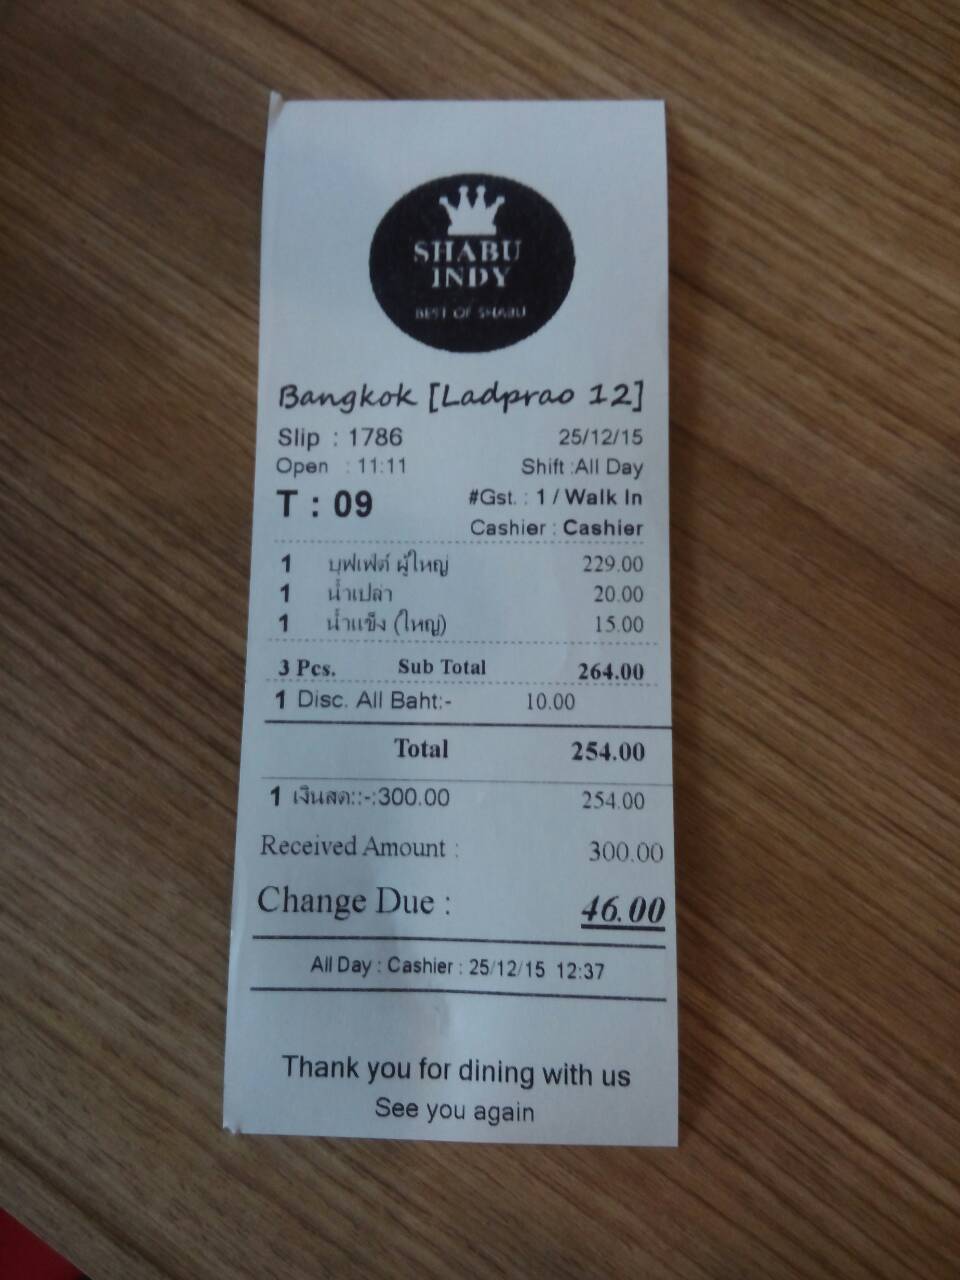 SHABU
INDY
BEST OF SHABU
Bangkok [Ladprao 12]
Slip : 1786 25/12/15
Open : 11:11 Shift :All Day
T : 09 #Gst. : 1 / Walk In
Cashier : Cashier
1 บุฟเฟ่ต์ ผู้ใหญ่ 229.00
1 น้ำเปล่า 20.00
1 น้ำแข็ง (ใหญ่) 15.00
3 Pcs. Sub Total 264.00
1 Disc. All Baht:- 10.00
Total 254.00
1 เงินสด::-:300.00 254.00
Received Amount : 300.00
Change Due : 46.00
All Day : Cashier : 25/12/15 12:37
Thank you for dining with us
See you again